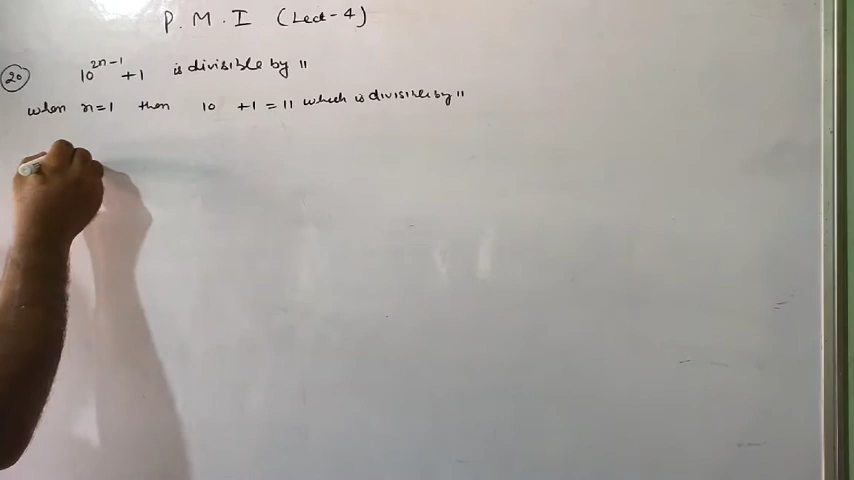 P. M. I (Lect-4)
20 10^2n-1 +1 is divisible by 11
when n=1 then 10 +1 = 11 which is divisible by 11